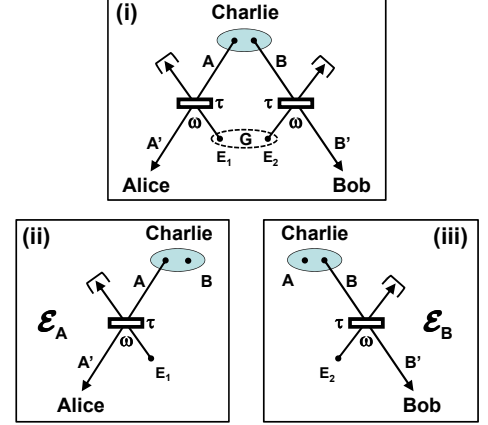 (i)
Charlie
A B
τ τ
ω ω
G
A' E1 E2 B'
Alice Bob
(ii)
Charlie
A B
τ
ω
ℰA
A' E1
Alice
(iii)
Charlie
A B
τ
ω
ℰB
E2 B'
Bob